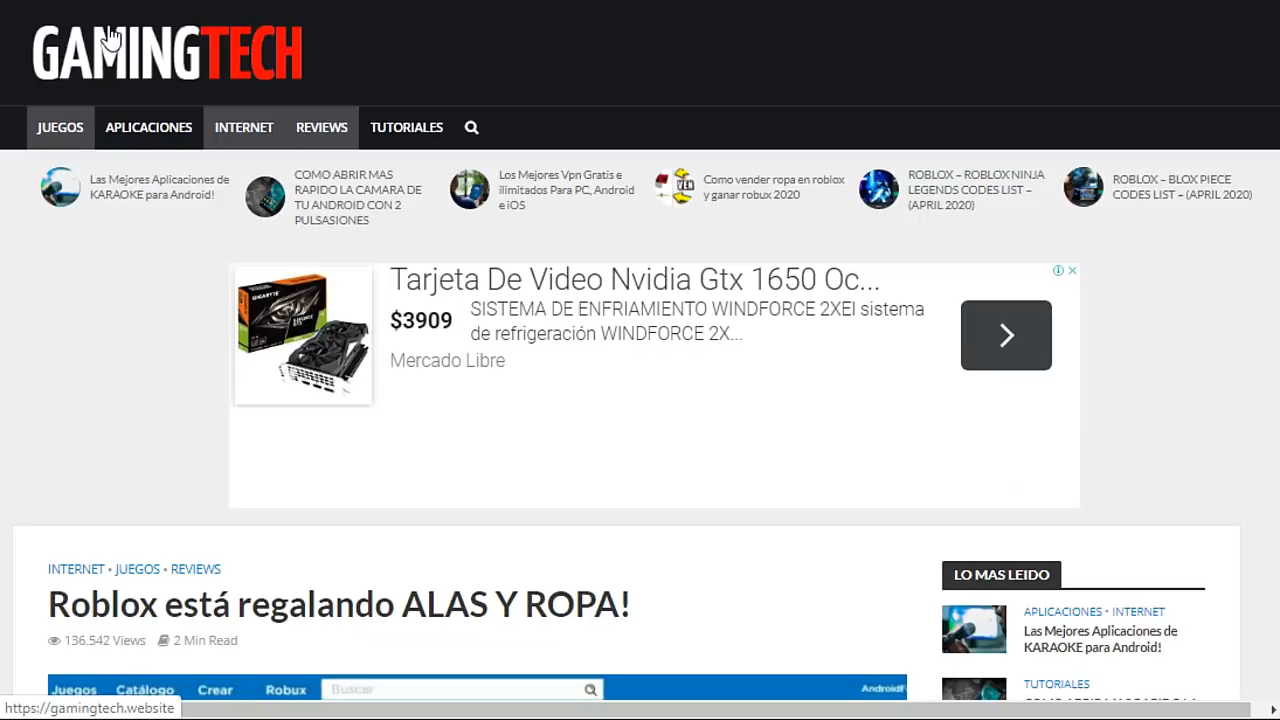 GAMINGTECH
JUEGOS APLICACIONES INTERNET REVIEWS TUTORIALES
Las Mejores Aplicaciones de
KARAOKE para Android!
COMO ABRIR MAS
RAPIDO LA CAMARA DE
TU ANDROID CON 2
PULSASIONES
Los Mejores Vpn Gratis e
ilimitados Para PC, Android
e iOS
Como vender ropa en roblox
y ganar robux 2020
ROBLOX – ROBLOX NINJA
LEGENDS CODES LIST –
(APRIL 2020)
ROBLOX – BLOX PIECE
CODES LIST – (APRIL 2020)
Tarjeta De Video Nvidia Gtx 1650 Oc...
$3909
SISTEMA DE ENFRIAMIENTO WINDFORCE 2XEl sistema
de refrigeración WINDFORCE 2X...
Mercado Libre
GIGABYTE
INTERNET • JUEGOS • REVIEWS
Roblox está regalando ALAS Y ROPA!
136.542 Views 2 Min Read
Juegos Catálogo Crear Robux Buscar
LO MAS LEIDO
APLICACIONES • INTERNET
Las Mejores Aplicaciones de
KARAOKE para Android!
TUTORIALES
https://gamingtech.website